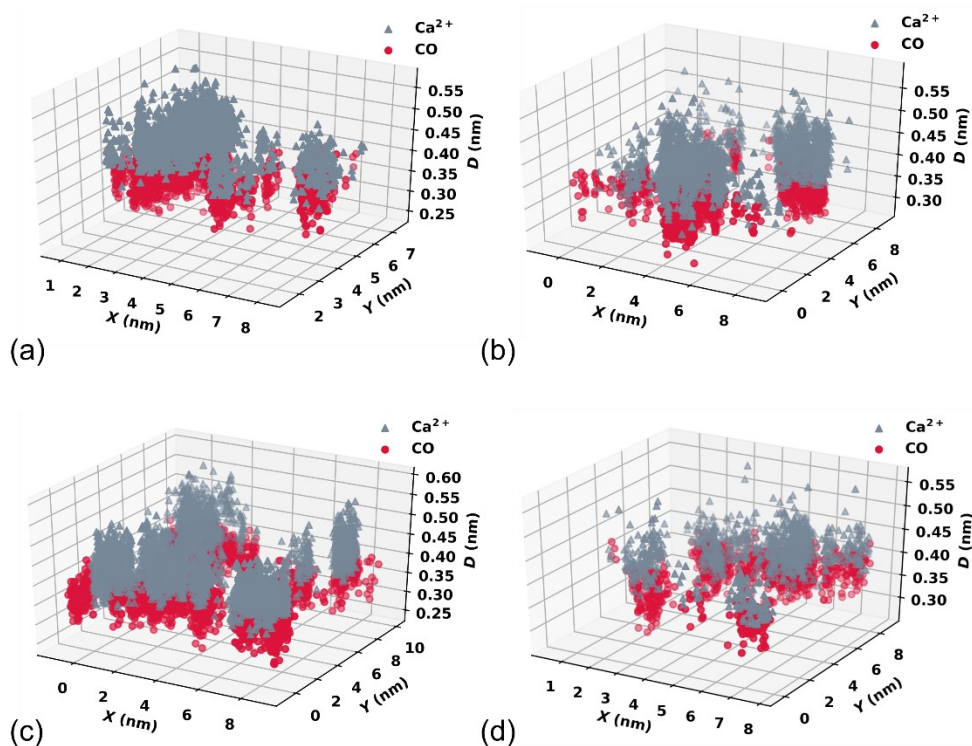 Ca²⁺
CO
0.55
0.50
0.45
0.40
0.35
0.30
0.25
D (nm)
1 2 3 4 5 6 7 8
X (nm)
2 3 4 5 6 7
Y (nm)
(a)
Ca²⁺
CO
0.55
0.50
0.45
0.40
0.35
0.30
D (nm)
0 2 4 6 8
X (nm)
0 2 4 6 8
Y (nm)
(b)
Ca²⁺
CO
0.60
0.55
0.50
0.45
0.40
0.35
0.30
0.25
D (nm)
0 2 4 6 8
X (nm)
0 2 4 6 8 10
Y (nm)
(c)
Ca²⁺
CO
0.55
0.50
0.45
0.40
0.35
0.30
D (nm)
1 2 3 4 5 6 7 8
X (nm)
0 2 4 6 8
Y (nm)
(d)